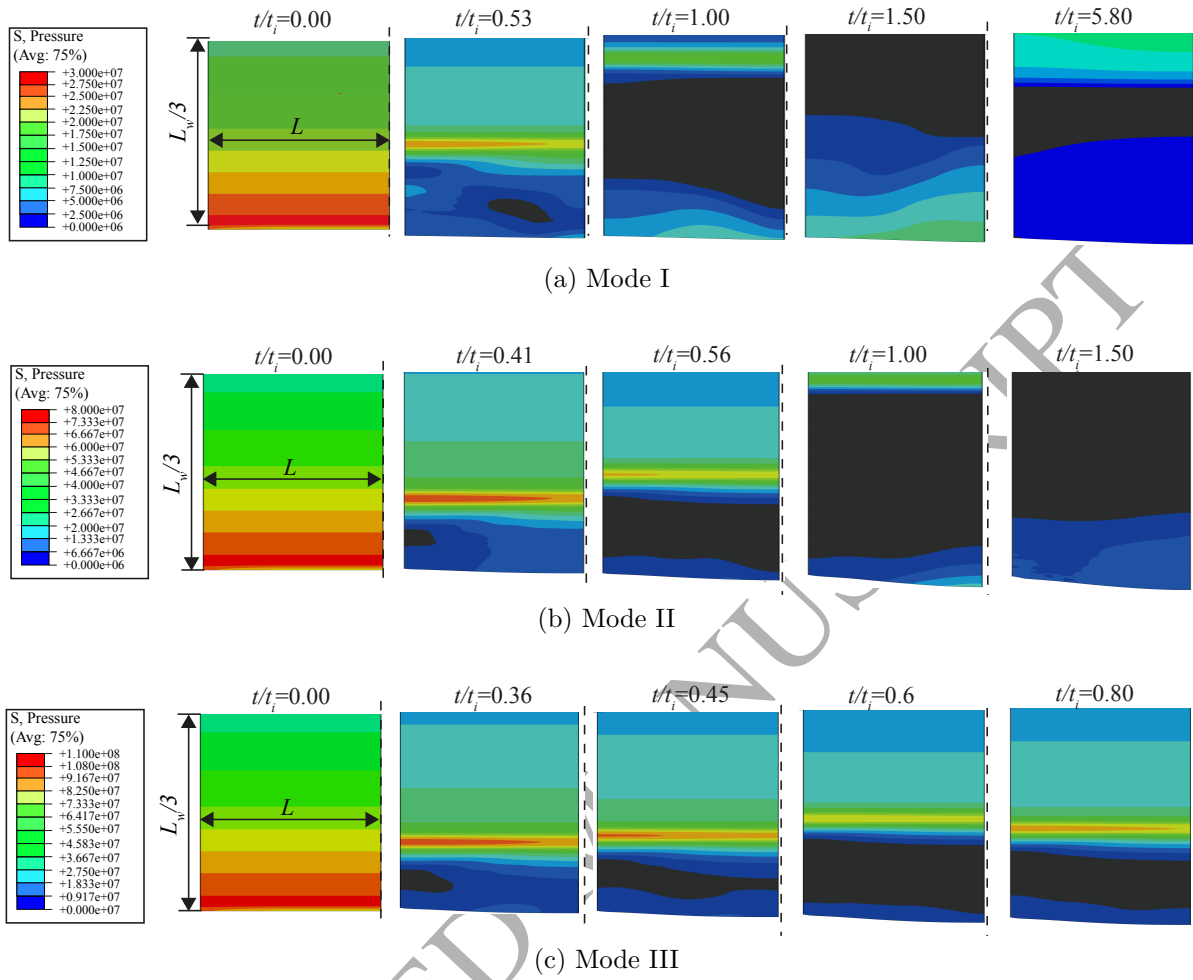 t/ti=0.00 t/ti=0.53 t/ti=1.00 t/ti=1.50 t/ti=5.80
S, Pressure
(Avg: 75%)
+3.000e+07
+2.750e+07
+2.500e+07
+2.250e+07
+2.000e+07
+1.750e+07
+1.500e+07
+1.250e+07
+1.000e+07
+7.500e+06
+5.000e+06
+2.500e+06
+0.000e+06
Lw/3
L
(a) Mode I
t/ti=0.00 t/ti=0.41 t/ti=0.56 t/ti=1.00 t/ti=1.50
S, Pressure
(Avg: 75%)
+8.000e+07
+7.333e+07
+6.667e+07
+6.000e+07
+5.333e+07
+4.667e+07
+4.000e+07
+3.333e+07
+2.667e+07
+2.000e+07
+1.333e+07
+6.667e+06
+0.000e+06
Lw/3
L
(b) Mode II
t/ti=0.00 t/ti=0.36 t/ti=0.45 t/ti=0.6 t/ti=0.80
S, Pressure
(Avg: 75%)
+1.100e+08
+1.080e+08
+9.167e+07
+8.250e+07
+7.333e+07
+6.417e+07
+5.550e+07
+4.583e+07
+3.667e+07
+2.750e+07
+1.833e+07
+0.917e+07
+0.000e+07
Lw/3
L
(c) Mode III